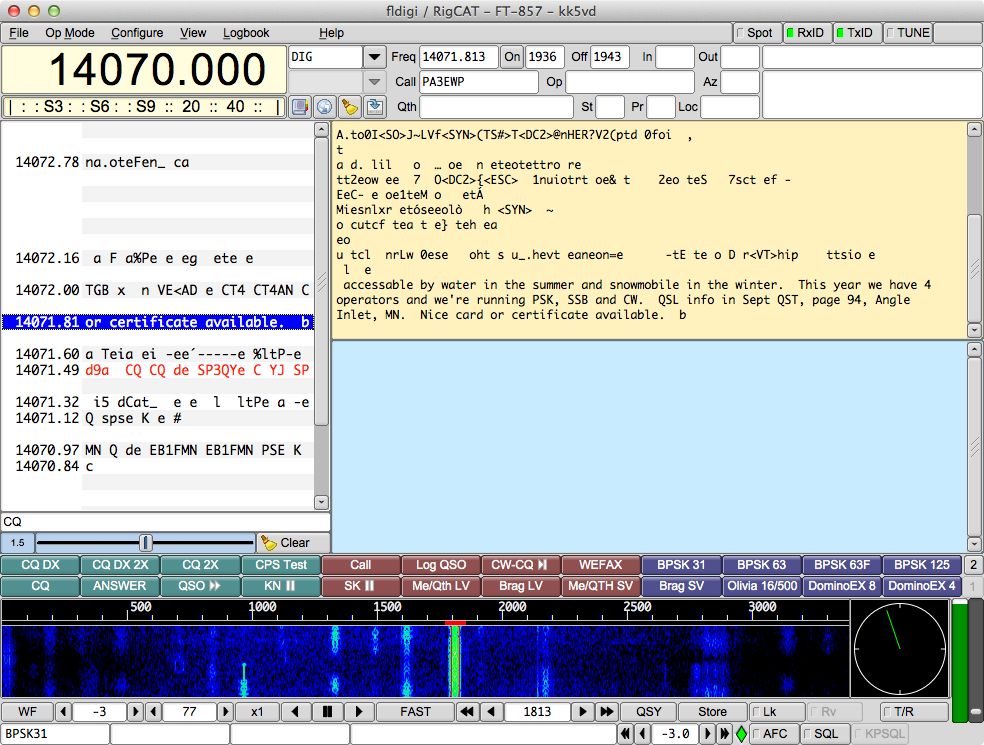 fldigi / RigCAT - FT-857 - kk5vd
File Op Mode Configure View Logbook Help Spot RxID TxID TUNE
14070.000 DIG Freq 14071.813 On 1936 Off 1943 In Out
Call PA3EWP Op Az
| : : S3 : : S6 : : S9 :: 20 :: 40 :: | Qth St Pr Loc
14072.78 na.oteFen_ ca
14072.16 a F a%Pe e eg ete e
14072.00 TGB x n VE<AD e CT4 CT4AN C
14071.81 or certificate available. b
14071.60 a Teia ei -ee´-----e %ltP-e
14071.49 d9a CQ CQ de SP3QYe C YJ SP
14071.32 i5 dCat_ e e l ltPe a -e
14071.12 Q spse K e #
14070.97 MN Q de EB1FMN EB1FMN PSE K
14070.84 c
CQ
1.5 Clear
A.to0I<SO>J~LVf<SYN>(TS#>T<DC2>@nHER?V2(ptd 0foi ,
t
a d. lil o … oe n eteotettro re
tt2eow ee 7 O<DC2>{<ESC> 1nuiotrt oe& t 2eo teS 7sct ef -
EeC- e oe1teM o etÁ
Miesnlxr etóseeolò h <SYN> ~
o cutcf tea t e} teh ea
eo
u tcl nrLw 0ese oht s u_.hevt eaneon=e -tE te o D r<VT>hip ttsio e
l e
accessable by water in the summer and snowmobile in the winter. This year we have 4
operators and we're running PSK, SSB and CW. QSL info in Sept QST, page 94, Angle
Inlet, MN. Nice card or certificate available. b
CQ DX CQ DX 2X CQ 2X CPS Test Call Log QSO CW-CQ WEFAX BPSK 31 BPSK 63 BPSK 63F BPSK 125 2
CQ ANSWER QSO KN SK Me/Qth LV Brag LV Me/QTH SV Brag SV Olivia 16/500 DominoEX 8 DominoEX 4 1
500 1000 1500 2000 2500 3000
WF -3 77 x1 FAST 1813 QSY Store Lk Rv T/R
BPSK31 -3.0 AFC SQL KPSQL